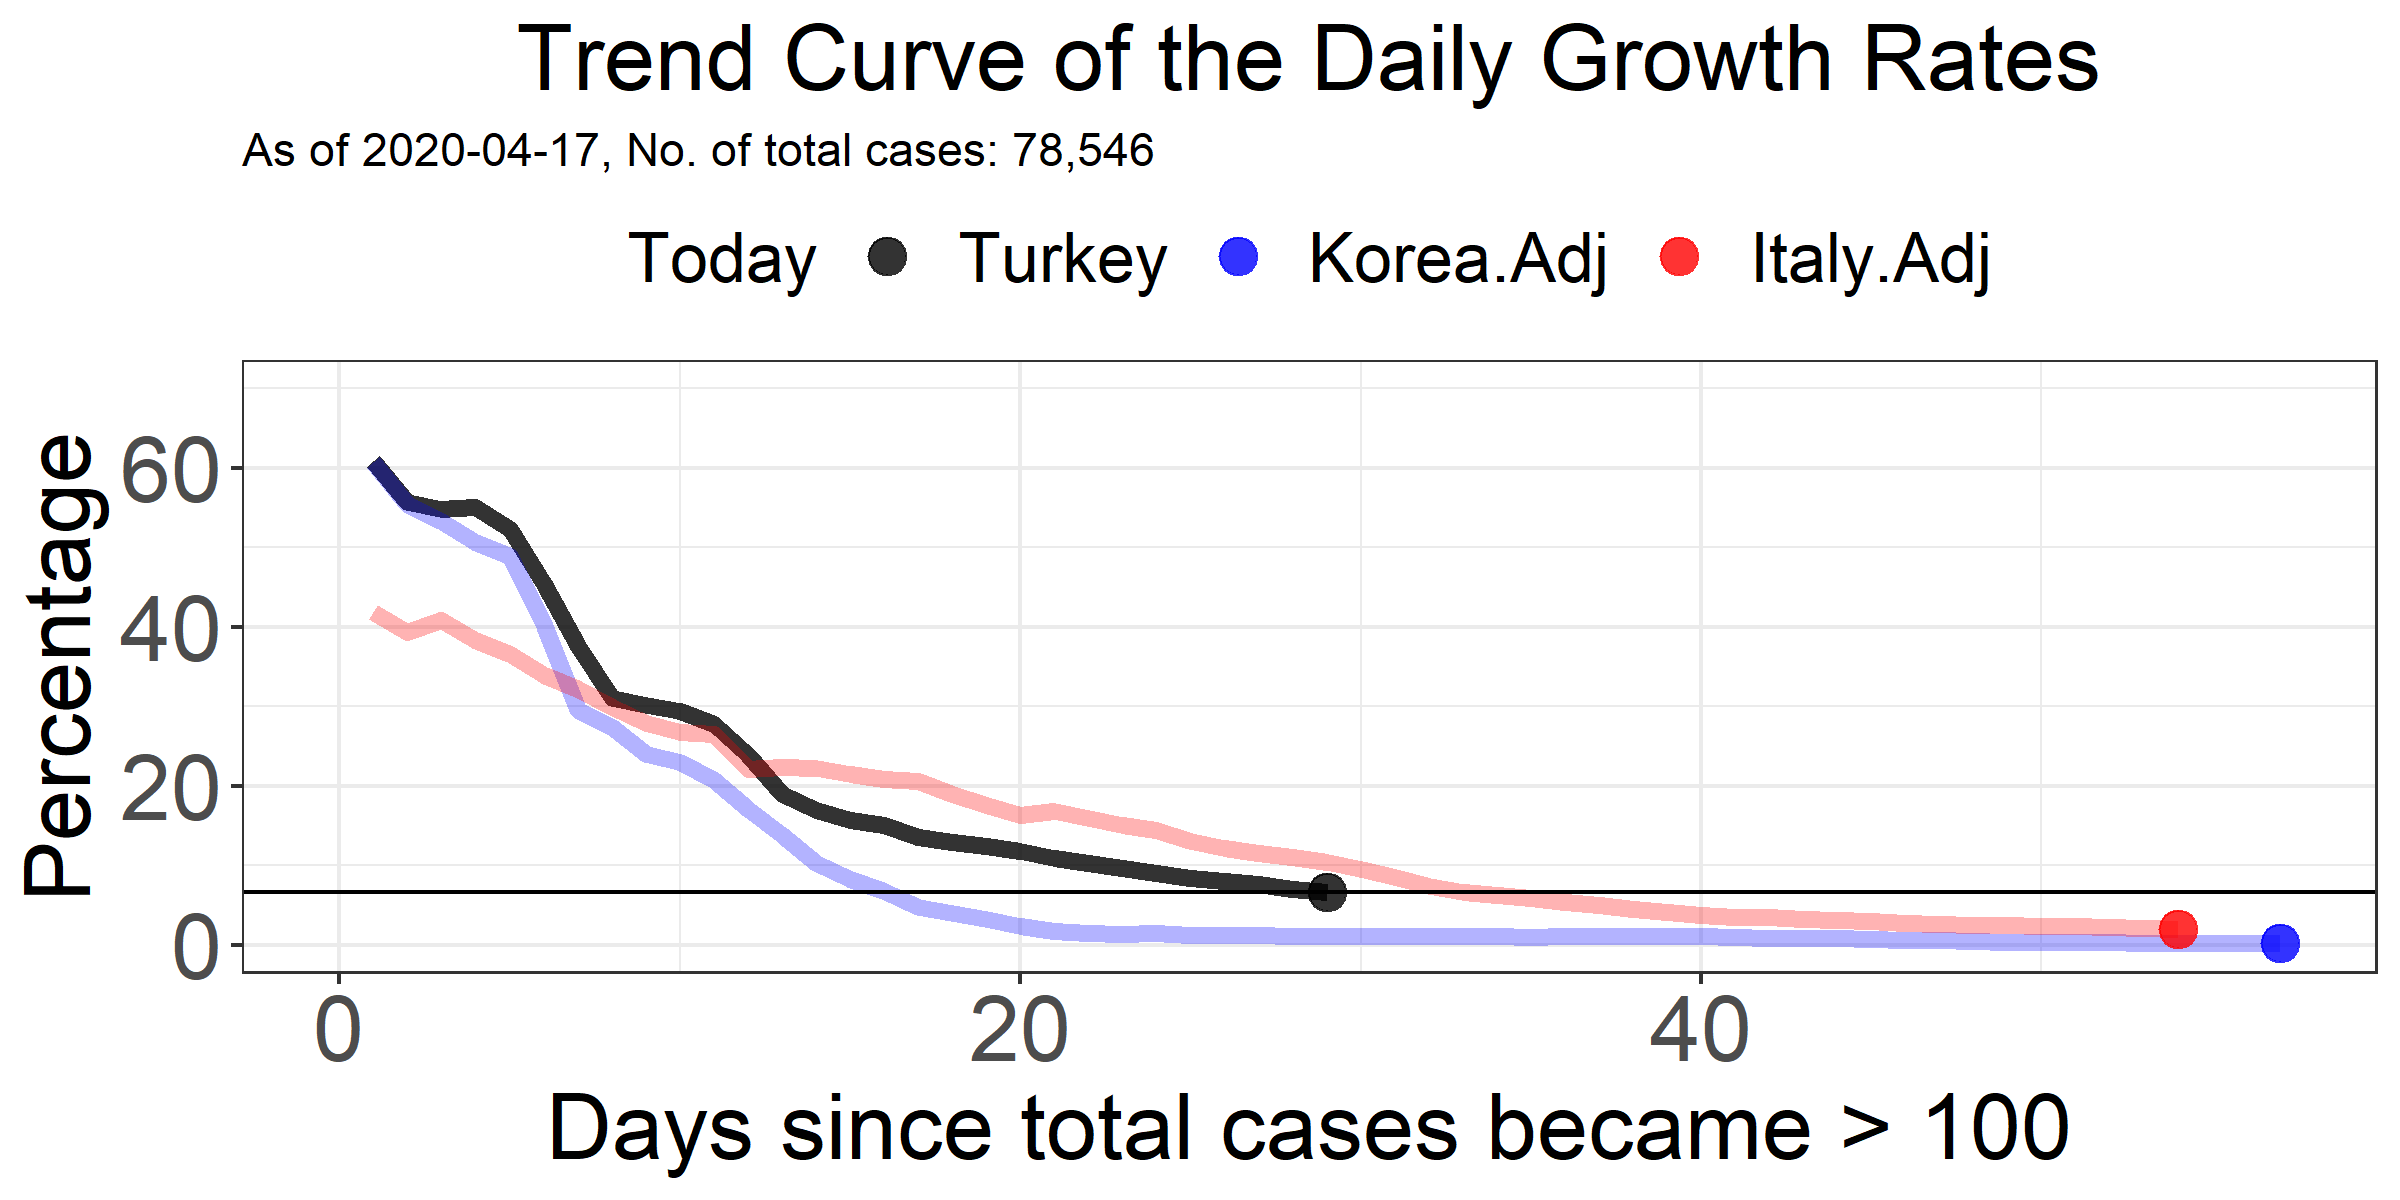 Trend Curve of the Daily Growth Rates
As of 2020-04-17, No. of total cases: 78,546
Today Turkey Korea.Adj Italy.Adj
Percentage
60
40
20
0
0 20 40
Days since total cases became > 100